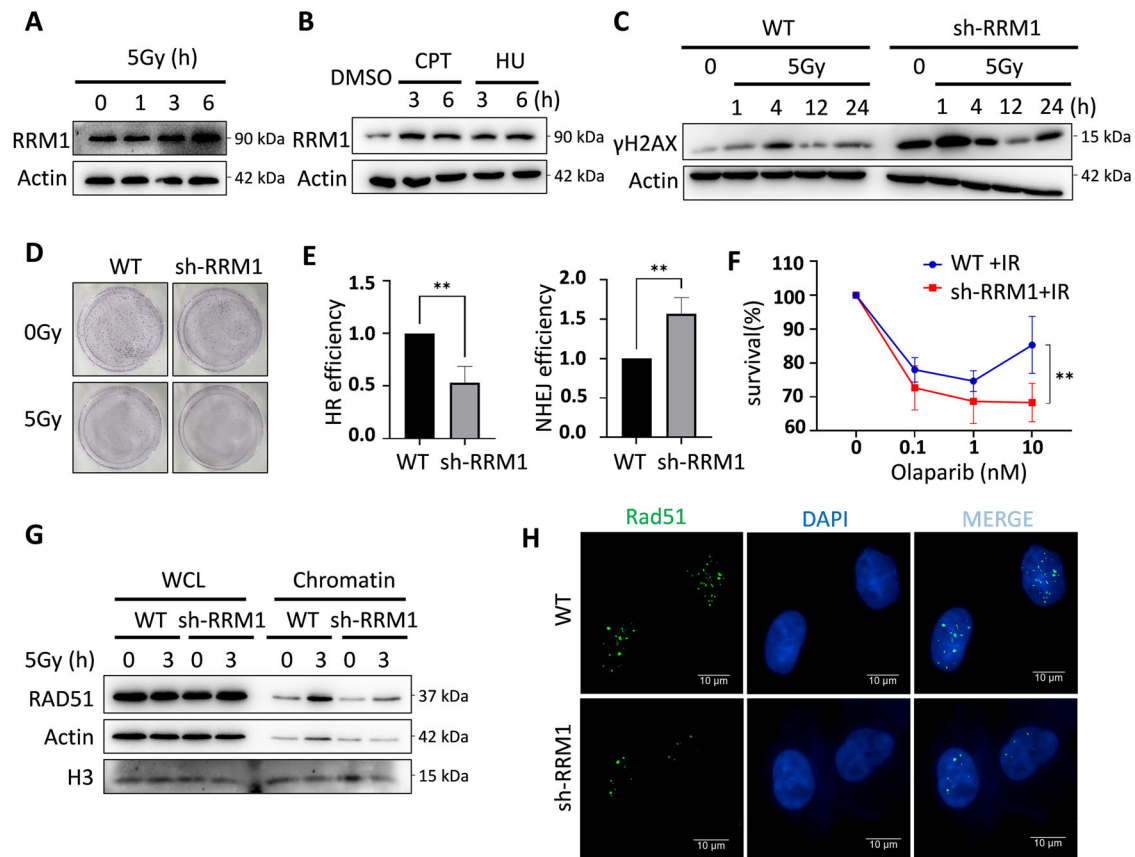 A
5Gy (h)
0 1 3 6
RRM1
90 kDa
Actin
42 kDa
B
DMSO CPT HU
3 6 3 6 (h)
RRM1
90 kDa
Actin
42 kDa
C
WT sh-RRM1
0 5Gy 0 5Gy
1 4 12 24 1 4 12 24 (h)
γH2AX
15 kDa
Actin
42 kDa
D
WT sh-RRM1
0Gy
5Gy
E
HR efficiency
1.5
1.0
0.5
0.0
**
WT sh-RRM1
NHEJ efficiency
2.0
1.5
1.0
0.5
0.0
**
WT sh-RRM1
F
survival(%)
110
100
90
80
70
60
WT +IR
sh-RRM1+IR
**
0 0.1 1 10
Olaparib (nM)
G
WCL Chromatin
WT sh-RRM1 WT sh-RRM1
5Gy (h) 0 3 0 3 0 3 0 3
RAD51
37 kDa
Actin
42 kDa
H3
15 kDa
H
Rad51 DAPI MERGE
WT
10 μm 10 μm 10 μm
sh-RRM1
10 μm 10 μm 10 μm